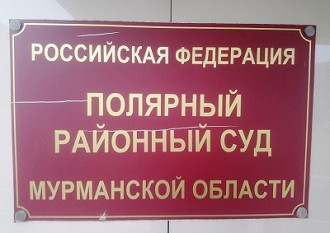 РОССИЙСКАЯ ФЕДЕРАЦИЯ
ПОЛЯРНЫЙ
РАЙОННЫЙ СУД
МУРМАНСКОЙ ОБЛАСТИ